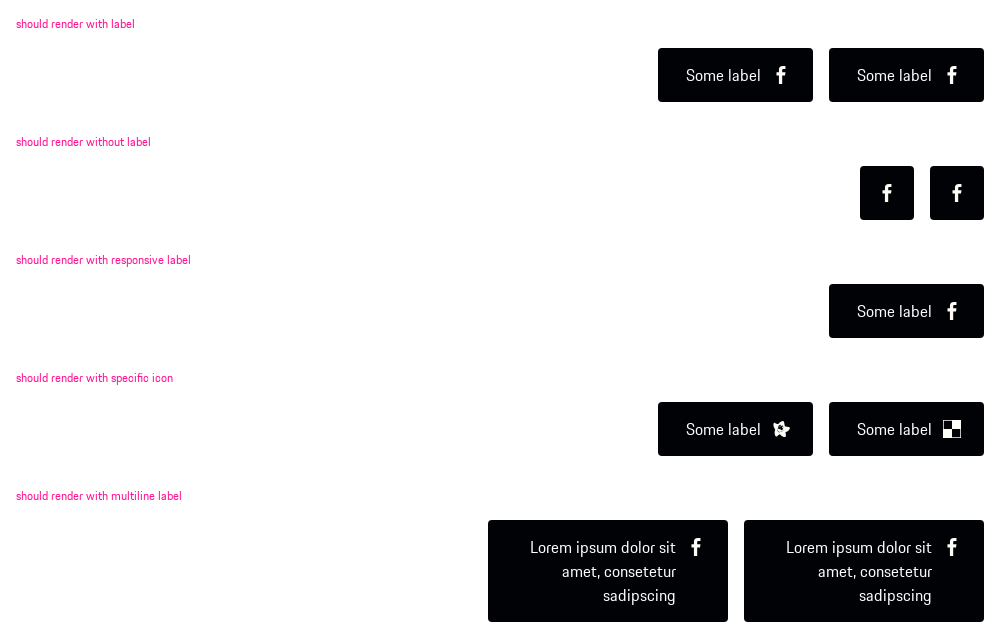 should render with label
Some label
Some label
should render without label
should render with responsive label
Some label
should render with specific icon
Some label
Some label
should render with multiline label
Lorem ipsum dolor sit
amet, consetetur
sadipscing
Lorem ipsum dolor sit
amet, consetetur
sadipscing